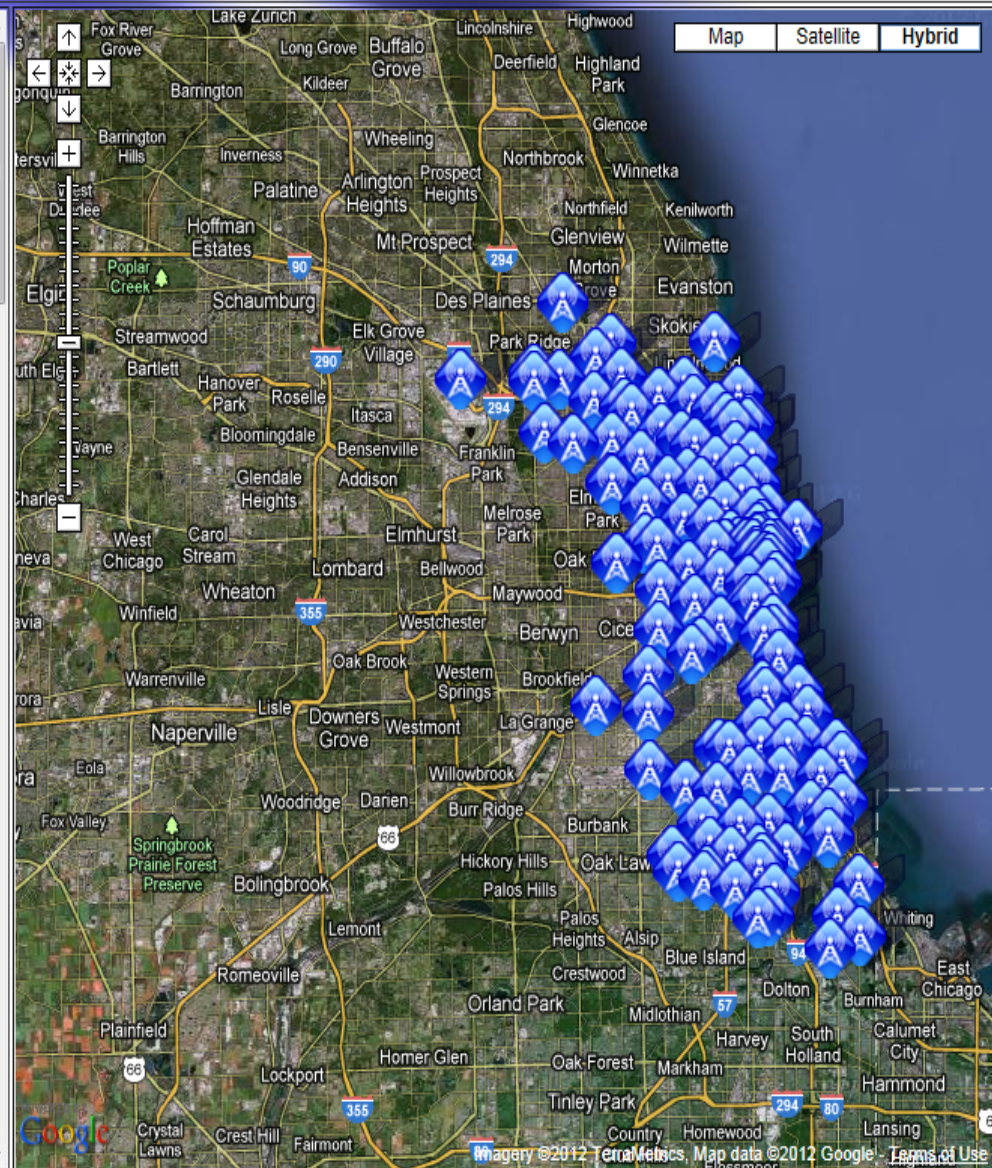 Lake Zurich
Highwood
Fox River
Grove
Lincolnshire
Map
Satellite
Hybrid
Long Grove
Buffalo
Grove
Deerfield
Highland
Park
Kildeer
Barrington
Glencoe
Barrington
Hills
Wheeling
Inverness
Northbrook
Winnetka
Palatine
Arlington
Heights
Prospect
Heights
Northfield
Kenilworth
Hoffman
Estates
Mt Prospect
Glenview
Wilmette
90
294
Poplar
Creek
Morton
Grove
Evanston
Elgin
Schaumburg
Des Plaines
Skokie
Streamwood
Elk Grove
Village
Park Ridge
290
Bartlett
Hanover
Park
Roselle
Itasca
294
Bloomingdale
Bensenville
Wayne
Franklin
Park
Glendale
Heights
Addison
Charles
Melrose
Park
Park
West
Chicago
Carol
Stream
Elmhurst
Oak
Lombard
Bellwood
Wheaton
Maywood
Winfield
355
Westchester
Berwyn
Oak Brook
Warrenville
Western
Springs
Brookfield
Lisle
Downers
Grove
Westmont
La Grange
Naperville
Eola
Willowbrook
Woodridge
Darien
Burr Ridge
Fox Valley
66
Burbank
Springbrook
Prairie Forest
Preserve
Hickory Hills
Oak Law
Bolingbrook
Palos Hills
Lemont
Palos
Heights
Alsip
Whiting
94
Blue Island
Romeoville
Crestwood
East
Chicago
Dolton
Orland Park
57
Burnham
Midlothian
Plainfield
Harvey
South
Holland
Calumet
City
66
Homer Glen
Oak Forest
Markham
Lockport
Hammond
Tinley Park
355
294
80
Google
Crystal
Lawns
Crest Hill
Fairmont
Country
Homewood
Lansing
80
Imagery ©2012 TerraMetrics, Map data ©2012 Google - Terms of Use